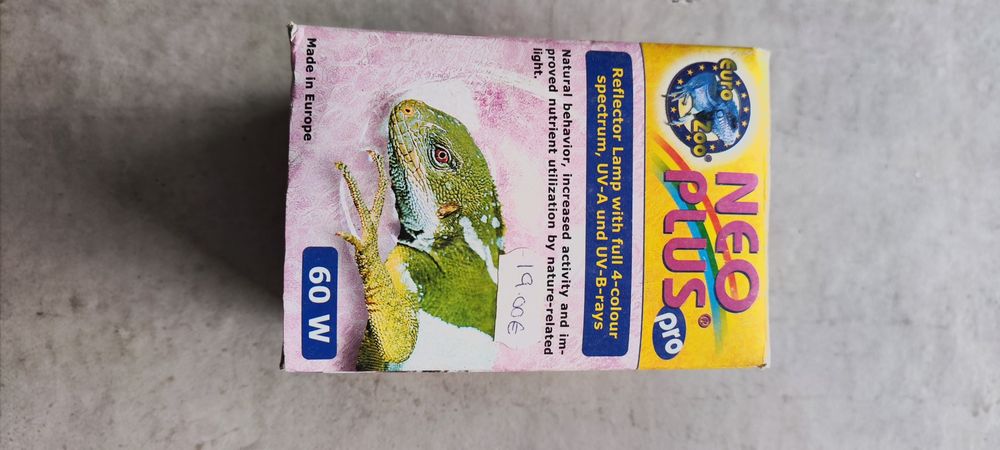 euro
ZOO®
NEO
PLUS®
pro
Reflector Lamp with full 4-colour
spectrum, UV-A und UV-B-rays
Natural behavior, increased activity and im-
proved nutrient utilization by nature-related
light.
19.00€
60 W
Made in Europe